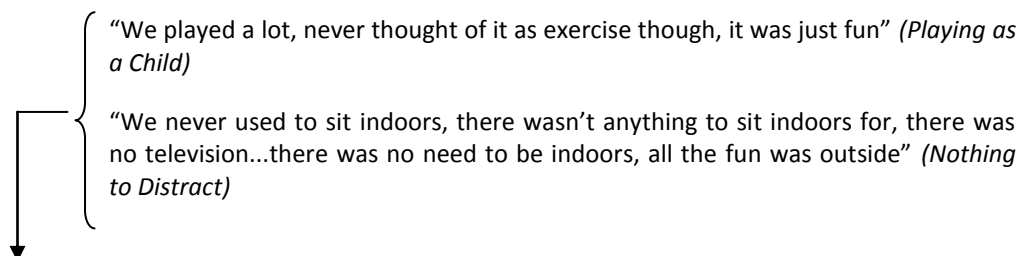 “We played a lot, never thought of it as exercise though, it was just fun” (Playing as
a Child)
“We never used to sit indoors, there wasn’t anything to sit indoors for, there was
no television...there was no need to be indoors, all the fun was outside” (Nothing
to Distract)